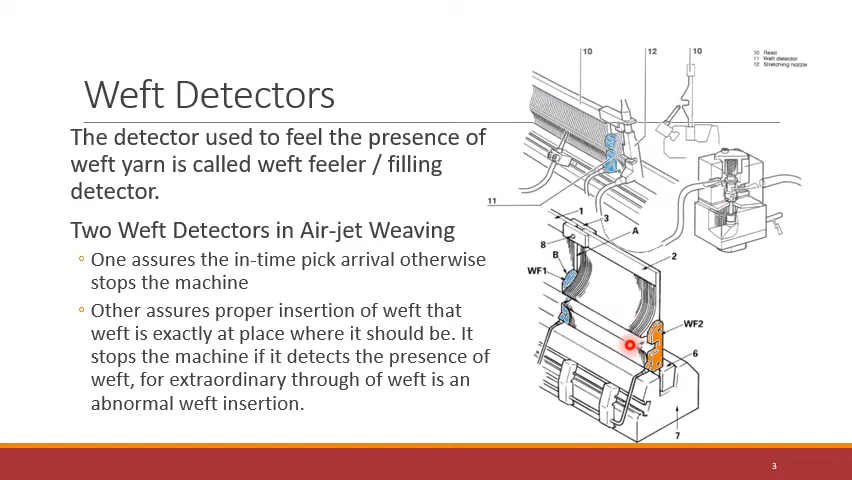 Weft Detectors
The detector used to feel the presence of
weft yarn is called weft feeler / filling
detector.
Two Weft Detectors in Air-jet Weaving
◦ One assures the in-time pick arrival otherwise
stops the machine
◦ Other assures proper insertion of weft that
weft is exactly at place where it should be. It
stops the machine if it detects the presence of
weft, for extraordinary through of weft is an
abnormal weft insertion.
10 12 10
10 Reed
11 Weft detector
12 Stretching nozzle
11
1
3
A
8
2
B
WF1
WF2
6
7
3